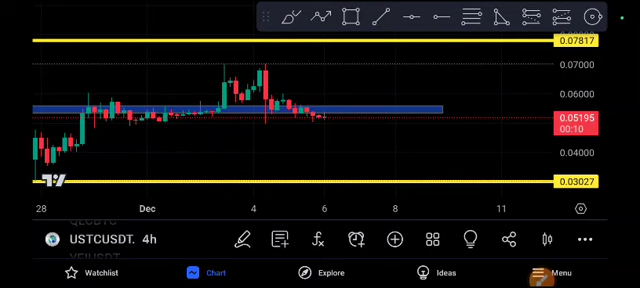 0.07817
0.07000
0.06000
0.05195
00:10
0.04000
0.03027
28 Dec 4 6 8 11
USTCUSDT. 4h
Watchlist Chart Explore Ideas Menu